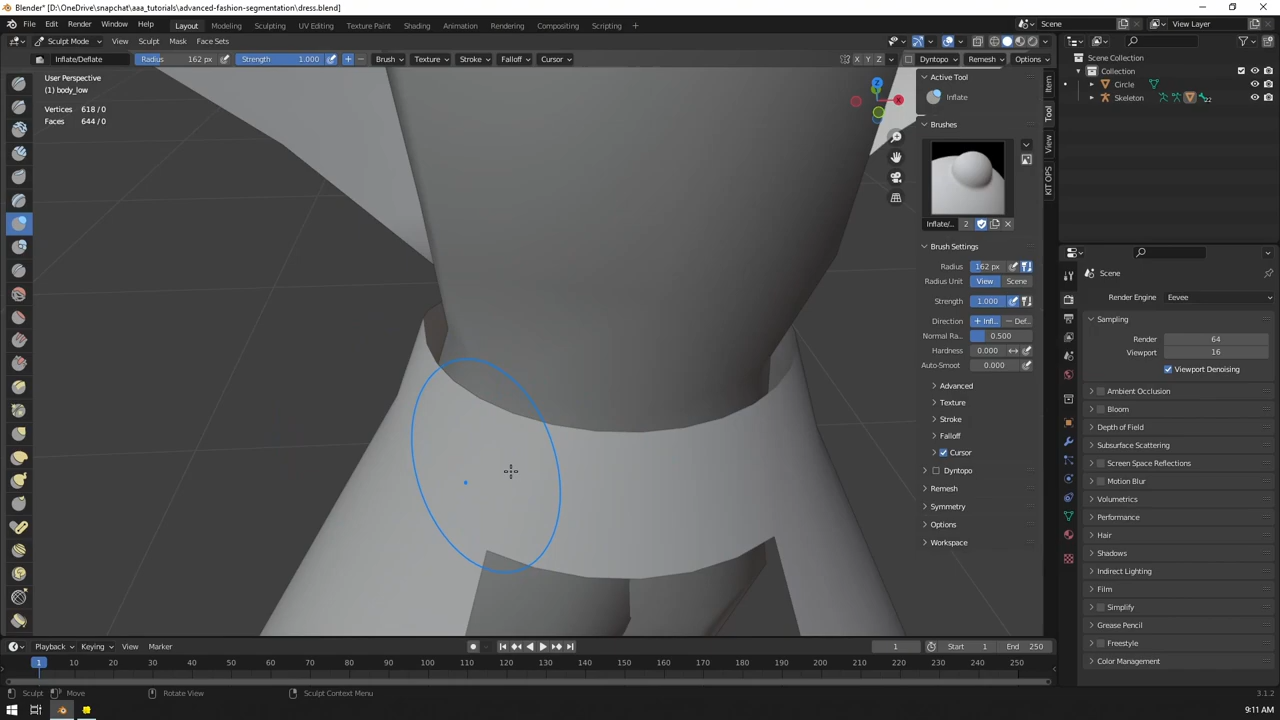 Blender* [D:\OneDrive\snapchat\aaa_tutorials\advanced-fashion-segmentation\dress.blend]
File Edit Render Window Help Layout Modeling Sculpting UV Editing Texture Paint Shading Animation Rendering Compositing Scripting + Scene View Layer
Sculpt Mode View Sculpt Mask Face Sets
Inflate/Deflate Radius 162 px Strength 1.000 Brush Texture Stroke Falloff Cursor X Y Z Dyntopo Remesh Options
Scene Collection
Collection
Circle
Skeleton 22
User Perspective
(1) body_low
Vertices 618 / 0
Faces 644 / 0
Z
X
Active Tool
Inflate
Brushes
Inflate/... 2
Brush Settings
Radius 162 px
Radius Unit View Scene
Strength 1.000
Direction + Infl... − Def...
Normal Ra... 0.500
Hardness 0.000
Auto-Smoot 0.000
Advanced
Texture
Stroke
Falloff
Cursor
Dyntopo
Remesh
Symmetry
Options
Workspace
Item
Tool
View
KIT OPS
Scene
Render Engine Eevee
Sampling
Render 64
Viewport 16
Viewport Denoising
Ambient Occlusion
Bloom
Depth of Field
Subsurface Scattering
Screen Space Reflections
Motion Blur
Volumetrics
Performance
Hair
Shadows
Indirect Lighting
Film
Simplify
Grease Pencil
Freestyle
Color Management
Playback Keying View Marker 1 Start 1 End 250
1 10 20 30 40 50 60 70 80 90 100 110 120 130 140 150 160 170 180 190 200 210 220 230 240 250
Sculpt Move Rotate View Sculpt Context Menu 3.1.2
9:11 AM